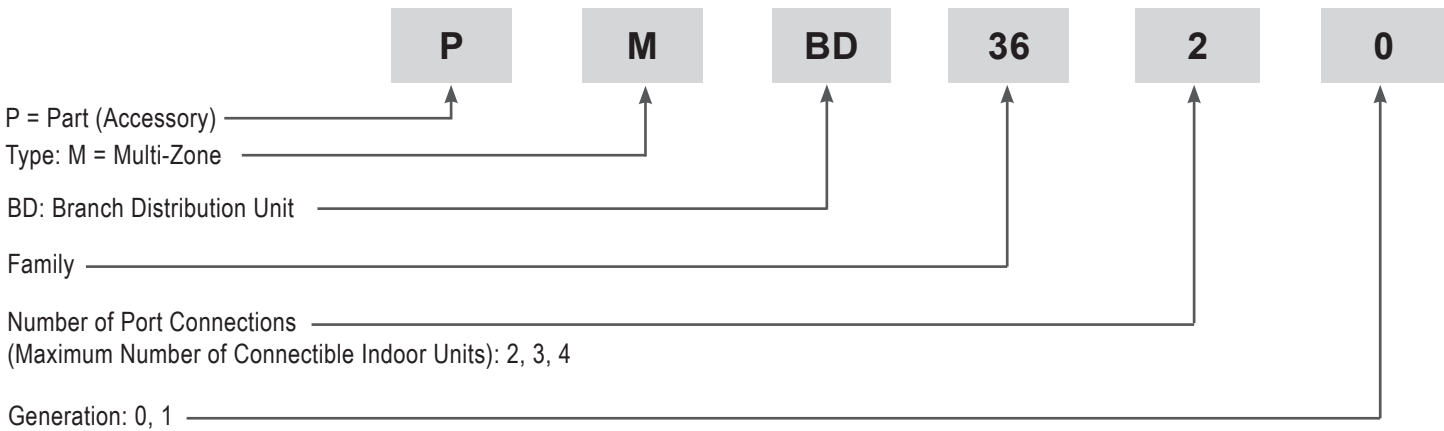 P M BD 36 2 0
P = Part (Accessory)
Type: M = Multi-Zone
BD: Branch Distribution Unit
Family
Number of Port Connections
(Maximum Number of Connectible Indoor Units): 2, 3, 4
Generation: 0, 1